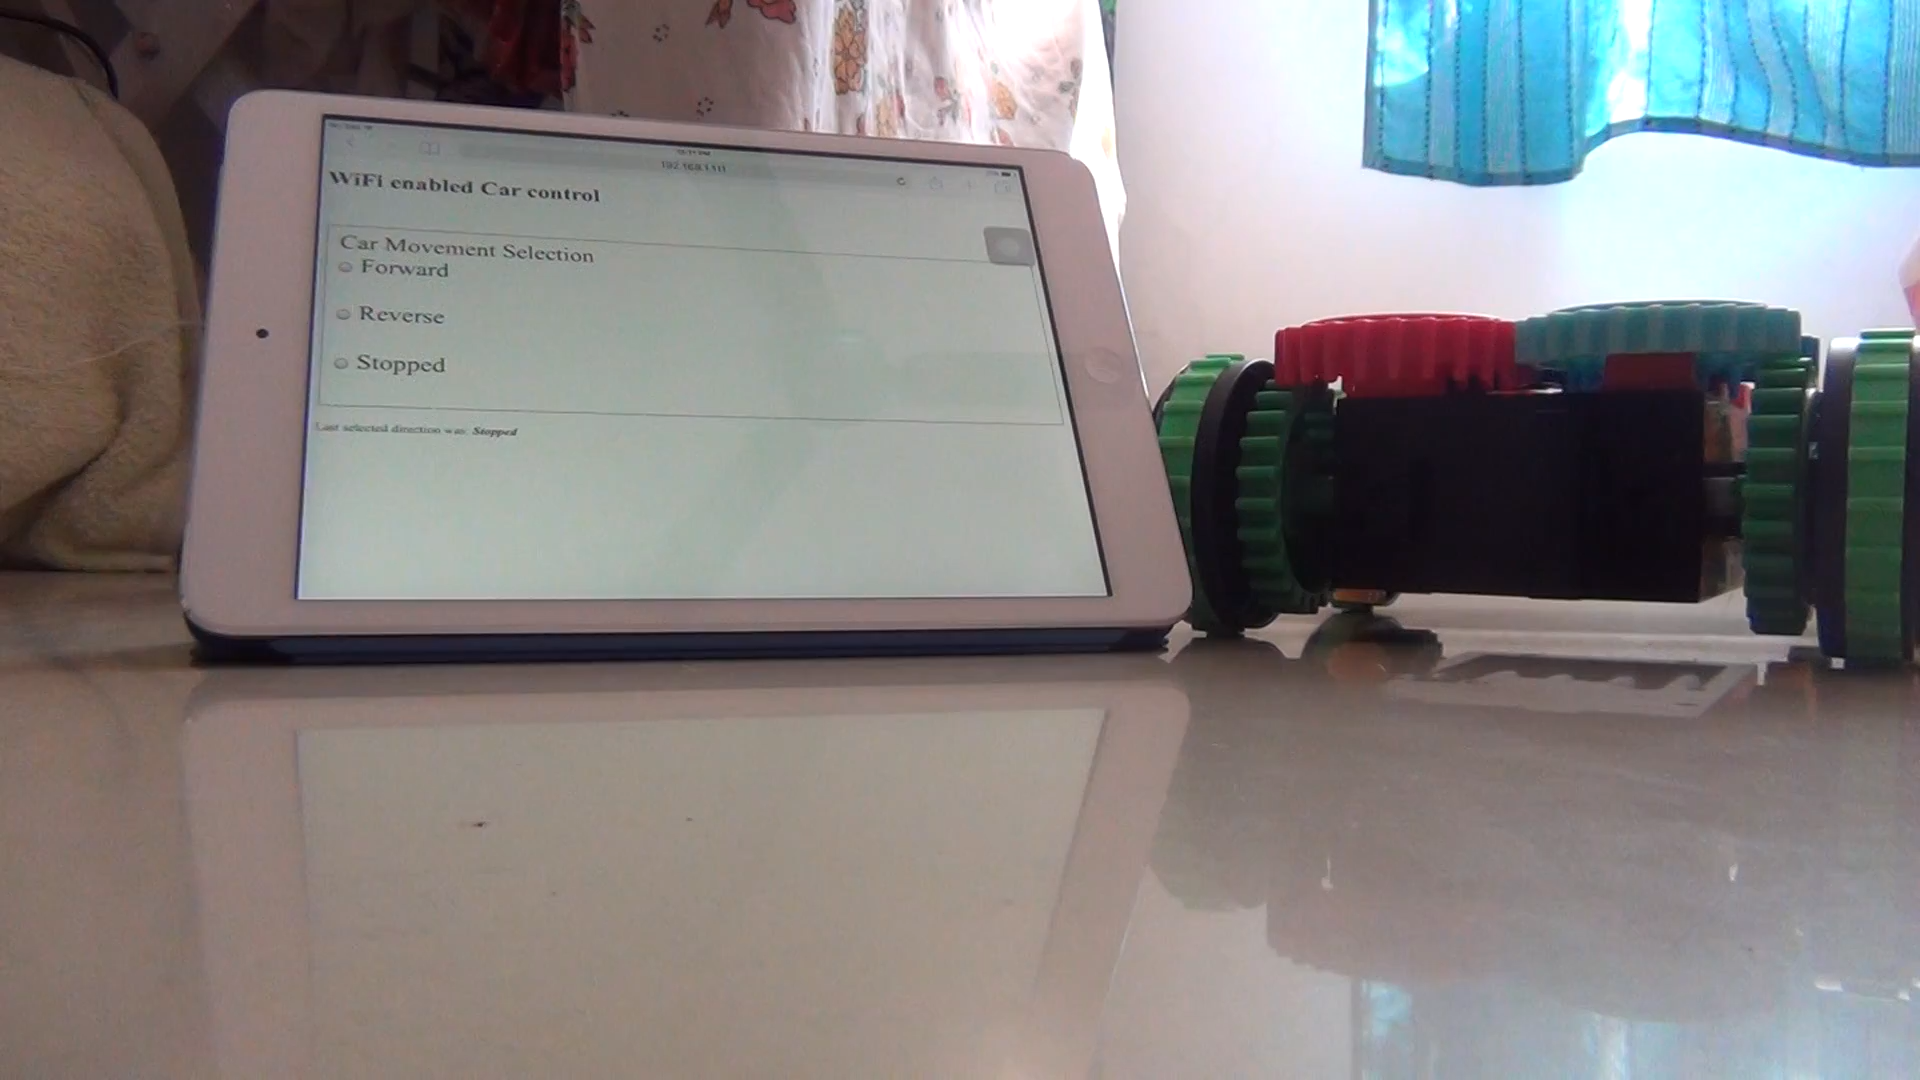 WiFi enabled Car control
Car Movement Selection
Forward
Reverse
Stopped
Last selected direction was: Stopped